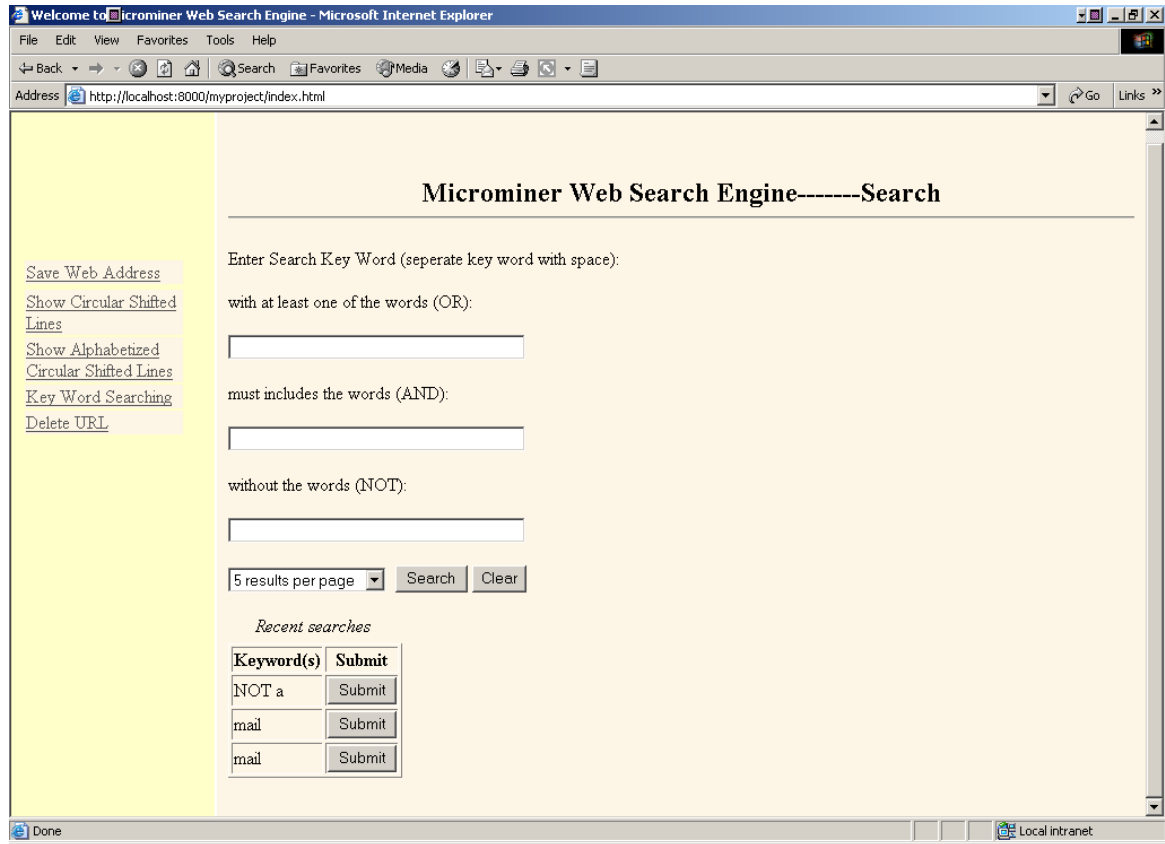 Welcome to icrominer Web Search Engine - Microsoft Internet Explorer
File Edit View Favorites Tools Help
Back Search Favorites Media
Address http://localhost:8000/myproject/index.html Go Links »
Microminer Web Search Engine-------Search
Save Web Address
Show Circular Shifted
Lines
Show Alphabetized
Circular Shifted Lines
Key Word Searching
Delete URL
Enter Search Key Word (seperate key word with space):
with at least one of the words (OR):
must includes the words (AND):
without the words (NOT):
5 results per page Search Clear
Recent searches
Keyword(s) Submit
NOT a Submit
mail Submit
mail Submit
Done Local intranet